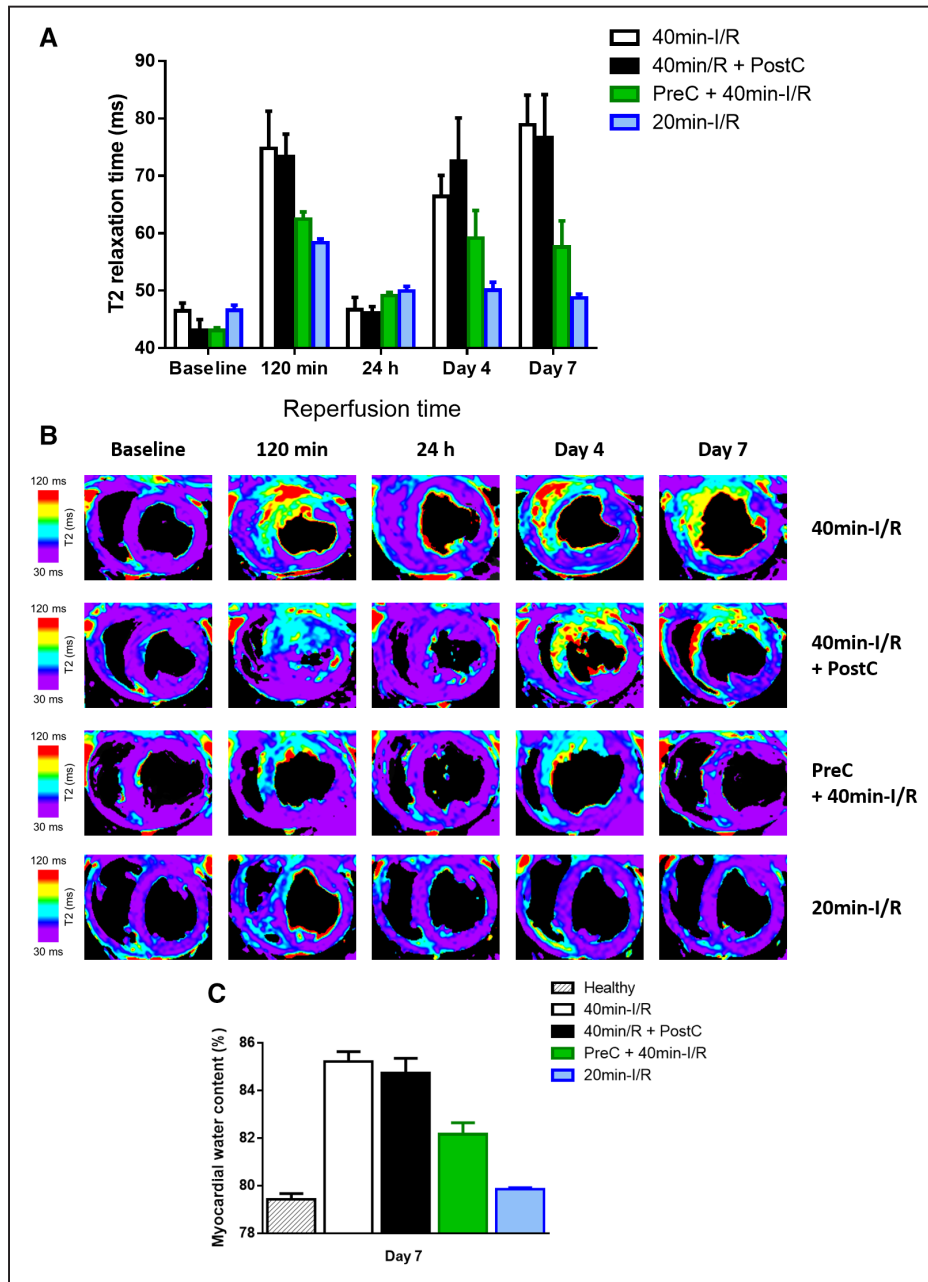 A
40min-I/R
40min/R + PostC
PreC + 40min-I/R
20min-I/R
T2 relaxation time (ms)
90
80
70
60
50
40
Baseline 120 min 24 h Day 4 Day 7
Reperfusion time
B
Baseline 120 min 24 h Day 4 Day 7
120 ms
T2 (ms)
30 ms
40min-I/R
120 ms
T2 (ms)
30 ms
40min-I/R
+ PostC
120 ms
T2 (ms)
30 ms
PreC
+ 40min-I/R
120 ms
T2 (ms)
30 ms
20min-I/R
C
Healthy
40min-I/R
40min/R + PostC
PreC + 40min-I/R
20min-I/R
Myocardial water content (%)
86
84
82
80
78
Day 7